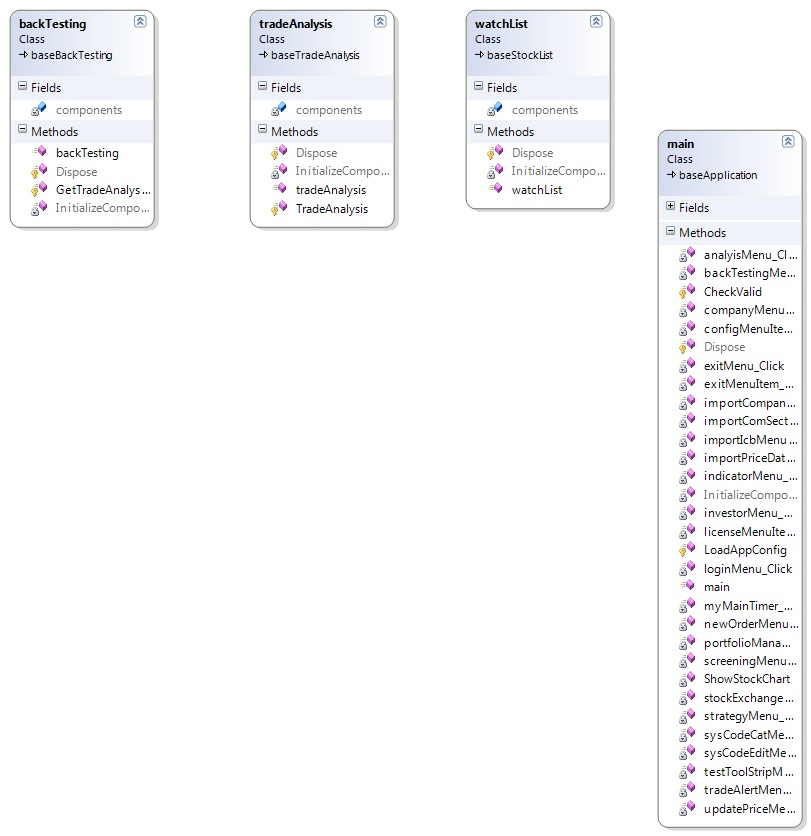 backTesting
Class
baseBackTesting
Fields
components
Methods
backTesting
Dispose
GetTradeAnalys...
InitializeCompo...
tradeAnalysis
Class
baseTradeAnalysis
Fields
components
Methods
Dispose
InitializeCompo...
tradeAnalysis
TradeAnalysis
watchList
Class
baseStockList
Fields
components
Methods
Dispose
InitializeCompo...
watchList
main
Class
baseApplication
Fields
Methods
analyisMenu_Cl...
backTestingMe...
CheckValid
companyMenu...
configMenuIte...
Dispose
exitMenu_Click
exitMenuItem_...
importCompan...
importComSect...
importIcbMenu...
importPriceDat...
indicatorMenu_...
InitializeCompo...
investorMenu_...
licenseMenuIte...
LoadAppConfig
loginMenu_Click
main
myMainTimer_...
newOrderMenu...
portfolioMana...
screeningMenu...
ShowStockChart
stockExchange...
strategyMenu_...
sysCodeCatMe...
sysCodeEditMe...
testToolStripM...
tradeAlertMen...
updatePriceMe...